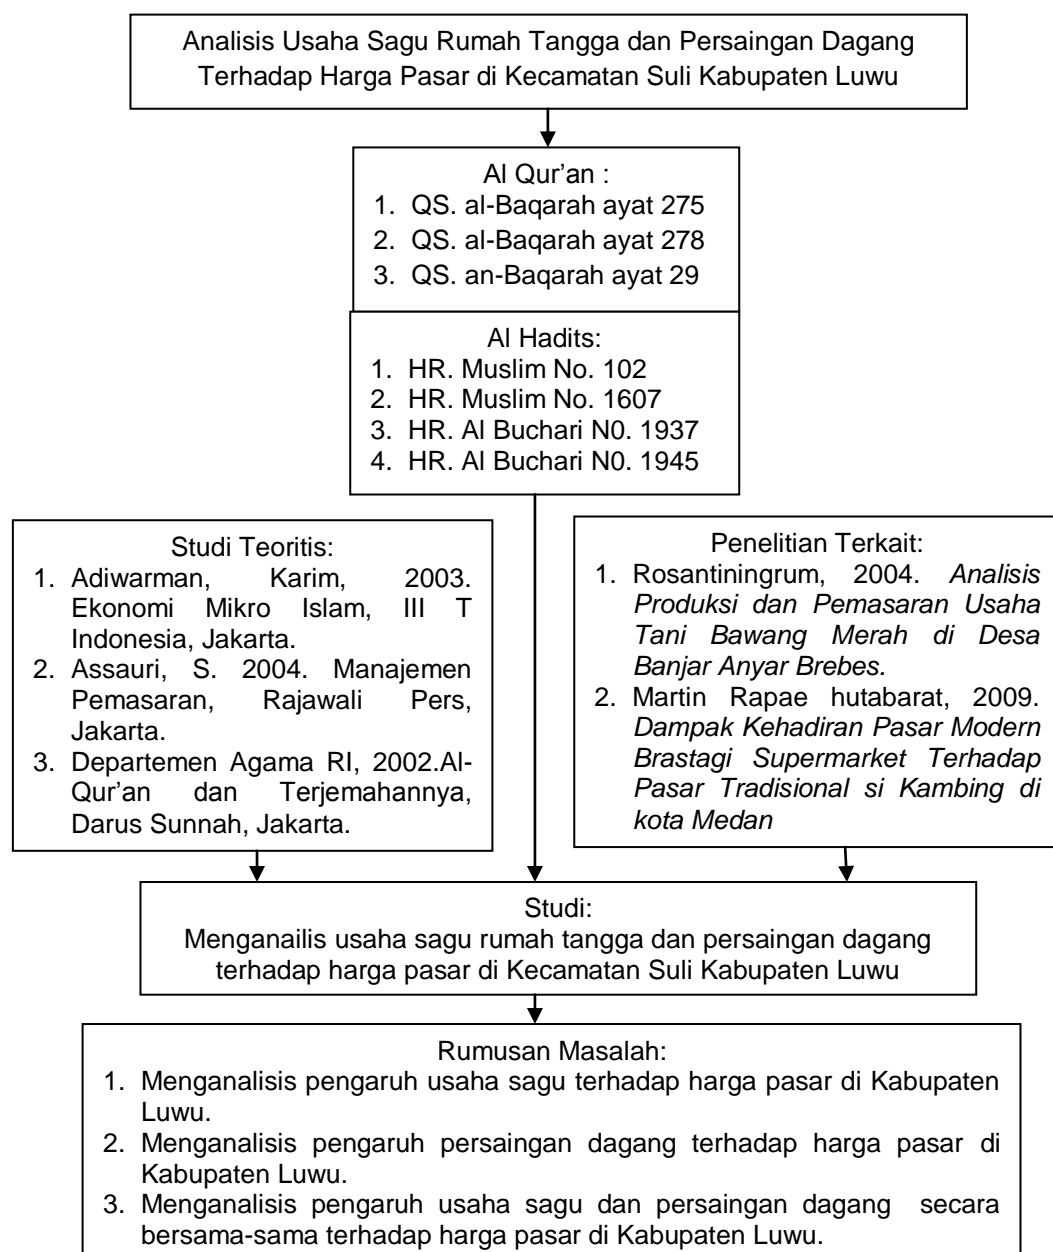 Analisis Usaha Sagu Rumah Tangga dan Persaingan Dagang
Terhadap Harga Pasar di Kecamatan Suli Kabupaten Luwu
Al Qur’an :
1. QS. al-Baqarah ayat 275
2. QS. al-Baqarah ayat 278
3. QS. an-Baqarah ayat 29
Al Hadits:
1. HR. Muslim No. 102
2. HR. Muslim No. 1607
3. HR. Al Buchari N0. 1937
4. HR. Al Buchari N0. 1945
Studi Teoritis:
1. Adiwarman, Karim, 2003.
Ekonomi Mikro Islam, III T
Indonesia, Jakarta.
2. Assauri, S. 2004. Manajemen
Pemasaran, Rajawali Pers,
Jakarta.
3. Departemen Agama RI, 2002.Al-
Qur’an dan Terjemahannya,
Darus Sunnah, Jakarta.
Penelitian Terkait:
1. Rosantiningrum, 2004. Analisis
Produksi dan Pemasaran Usaha
Tani Bawang Merah di Desa
Banjar Anyar Brebes.
2. Martin Rapae hutabarat, 2009.
Dampak Kehadiran Pasar Modern
Brastagi Supermarket Terhadap
Pasar Tradisional si Kambing di
kota Medan
Studi:
Menganailis usaha sagu rumah tangga dan persaingan dagang
terhadap harga pasar di Kecamatan Suli Kabupaten Luwu
Rumusan Masalah:
1. Menganalisis pengaruh usaha sagu terhadap harga pasar di Kabupaten
Luwu.
2. Menganalisis pengaruh persaingan dagang terhadap harga pasar di
Kabupaten Luwu.
3. Menganalisis pengaruh usaha sagu dan persaingan dagang secara
bersama-sama terhadap harga pasar di Kabupaten Luwu.